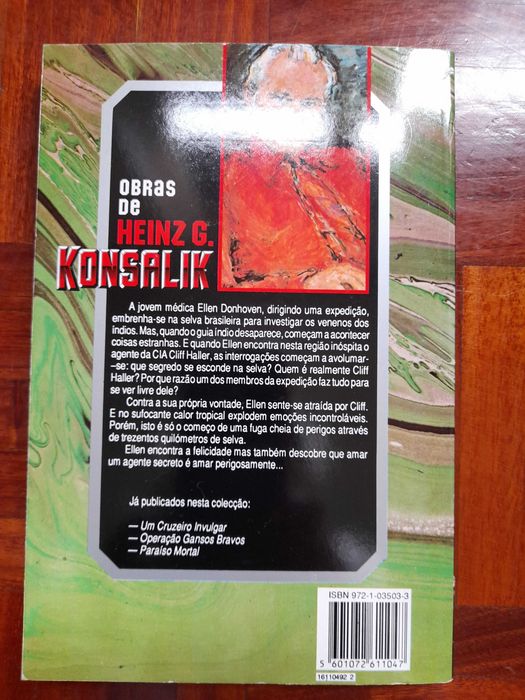 OBRAS
DE
HEINZ G.
KONSALIK
A jovem médica Ellen Donhoven, dirigindo uma expedição,
embrenha-se na selva brasileira para investigar os venenos dos
índios. Mas, quando o guia índio desaparece, começam a acontecer
coisas estranhas. E quando Ellen encontra nesta região inóspita o
agente da CIA Cliff Haller, as interrogações começam a avolumar-
-se: que segredo se esconde na selva? Quem é realmente Cliff
Haller? Por que razão um dos membros da expedição faz tudo para
se ver livre dele?
Contra a sua própria vontade, Ellen sente-se atraída por Cliff.
E no sufocante calor tropical explodem emoções incontroláveis.
Porém, isto é só o começo de uma fuga cheia de perigos através
de trezentos quilómetros de selva.
Ellen encontra a felicidade mas também descobre que amar
um agente secreto é amar perigosamente...
Já publicados nesta colecção:
— Um Cruzeiro Invulgar
— Operação Gansos Bravos
— Paraíso Mortal
ISBN 972-1-03503-3
5 601072 611047
16110492 2